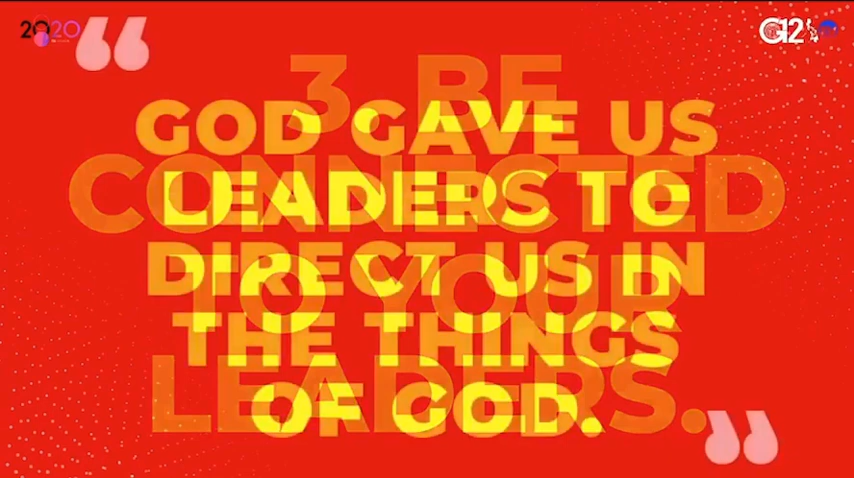 2020
G12
3. BE
CONNECTED
TO YOUR
LEADERS.
“
GOD GAVE US
LEADERS TO
DIRECT US IN
THE THINGS
OF GOD.
”